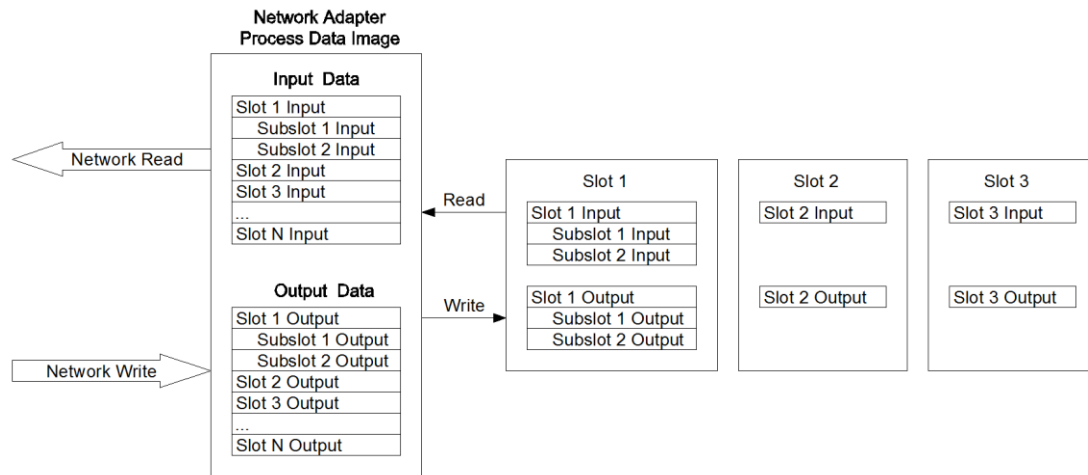 Network Adapter
Process Data Image
Input Data
Slot 1 Input
Subslot 1 Input
Subslot 2 Input
Slot 2 Input
Slot 3 Input
...
Slot N Input
Network Read
Output Data
Slot 1 Output
Subslot 1 Output
Subslot 2 Output
Slot 2 Output
Slot 3 Output
...
Slot N Output
Network Write
Read
Write
Slot 1
Slot 1 Input
Subslot 1 Input
Subslot 2 Input
Slot 1 Output
Subslot 1 Output
Subslot 2 Output
Slot 2
Slot 2 Input
Slot 2 Output
Slot 3
Slot 3 Input
Slot 3 Output